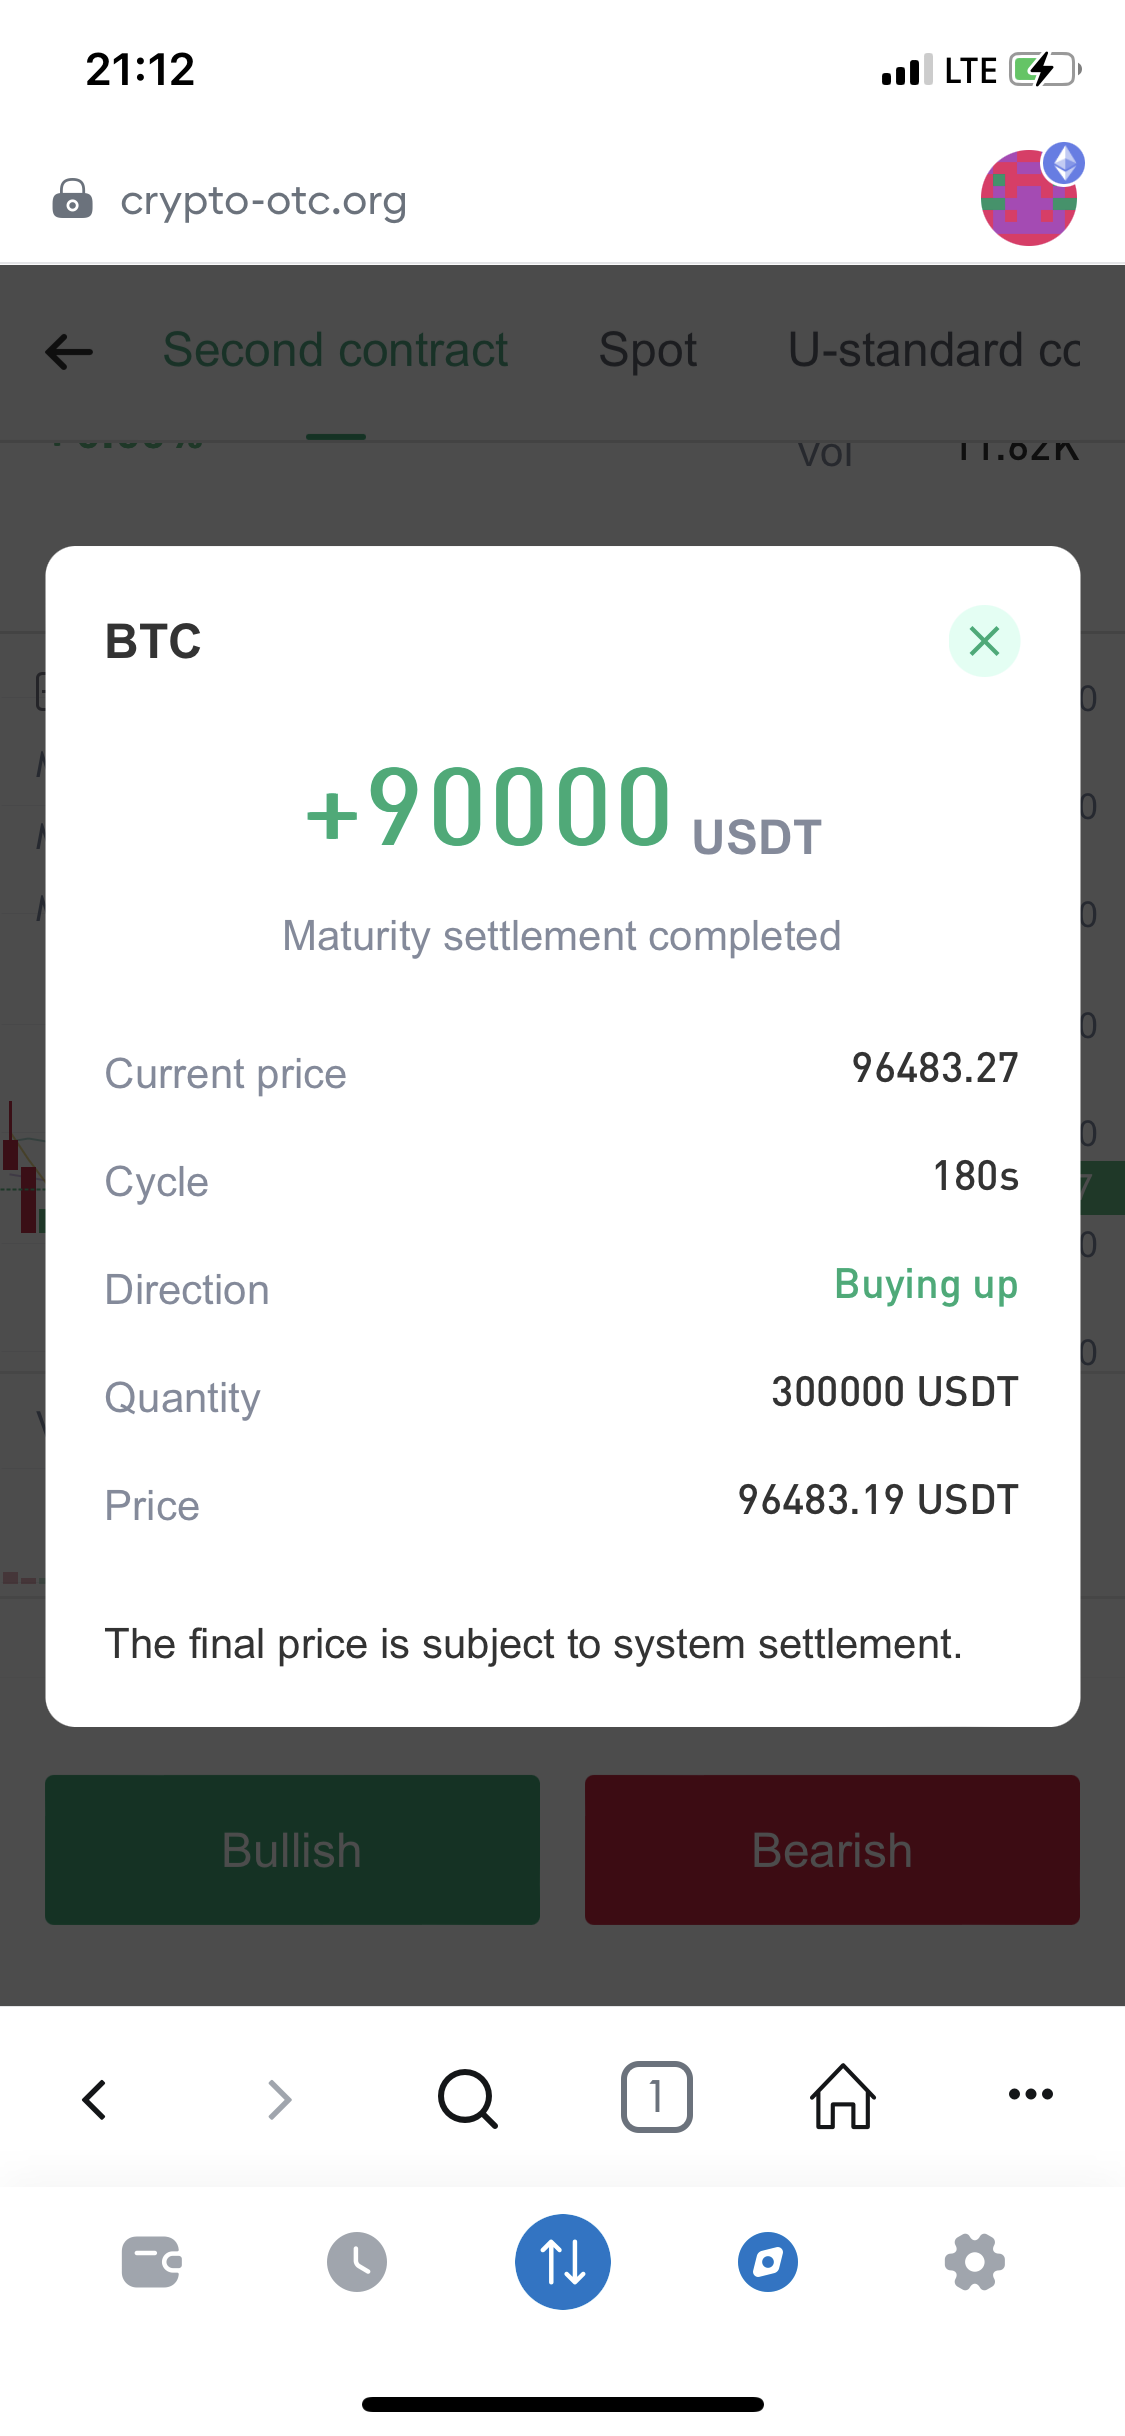 21:12
LTE
crypto-otc.org
Second contract Spot U-standard co
Vol 11.62K
BTC
+90000 USDT
Maturity settlement completed
Current price 96483.27
Cycle 180s
Direction Buying up
Quantity 300000 USDT
Price 96483.19 USDT
The final price is subject to system settlement.
Bullish Bearish
1